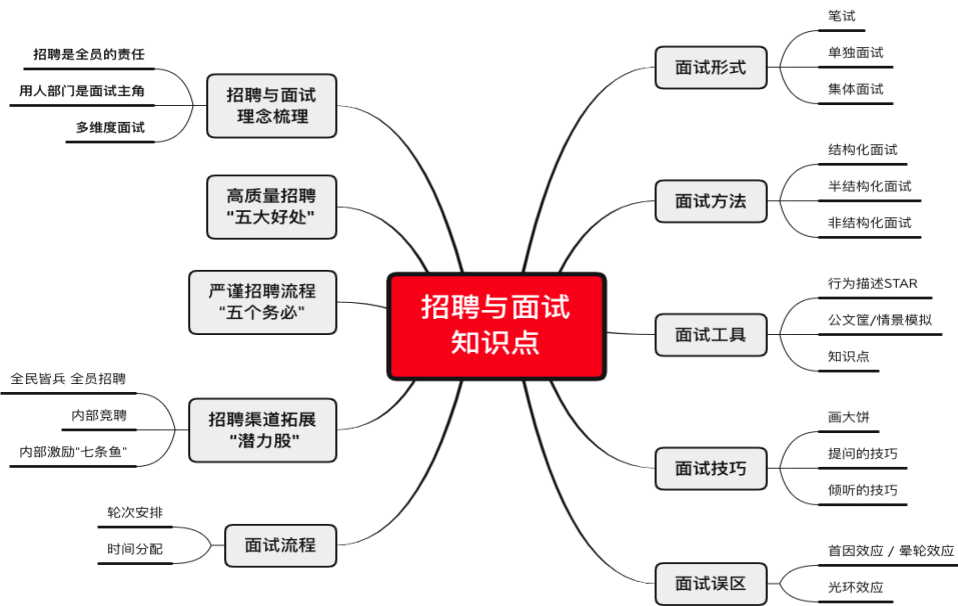 招聘与面试
知识点
招聘与面试
理念梳理
招聘是全员的责任
用人部门是面试主角
多维度面试
高质量招聘
"五大好处"
严谨招聘流程
"五个务必"
招聘渠道拓展
"潜力股"
全民皆兵 全员招聘
内部竞聘
内部激励"七条鱼"
面试流程
轮次安排
时间分配
面试形式
笔试
单独面试
集体面试
面试方法
结构化面试
半结构化面试
非结构化面试
面试工具
行为描述STAR
公文筐/情景模拟
知识点
面试技巧
画大饼
提问的技巧
倾听的技巧
面试误区
首因效应 / 晕轮效应
光环效应